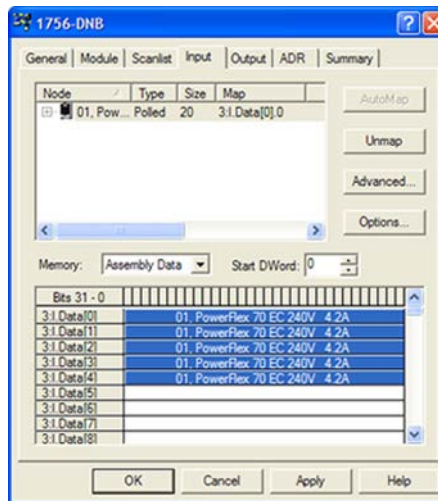 1756-DNB
General Module Scanlist Input Output ADR Summary
Node Type Size Map
01, Pow... Polled 20 3:I.Data[0].0
AutoMap
Unmap
Advanced...
Options...
Memory: Assembly Data Start DWord: 0
Bits 31 - 0
3:I.Data[0] 01, PowerFlex 70 EC 240V 4.2A
3:I.Data[1] 01, PowerFlex 70 EC 240V 4.2A
3:I.Data[2] 01, PowerFlex 70 EC 240V 4.2A
3:I.Data[3] 01, PowerFlex 70 EC 240V 4.2A
3:I.Data[4] 01, PowerFlex 70 EC 240V 4.2A
3:I.Data[5]
3:I.Data[6]
3:I.Data[7]
3:I.Data[8]
OK Cancel Apply Help